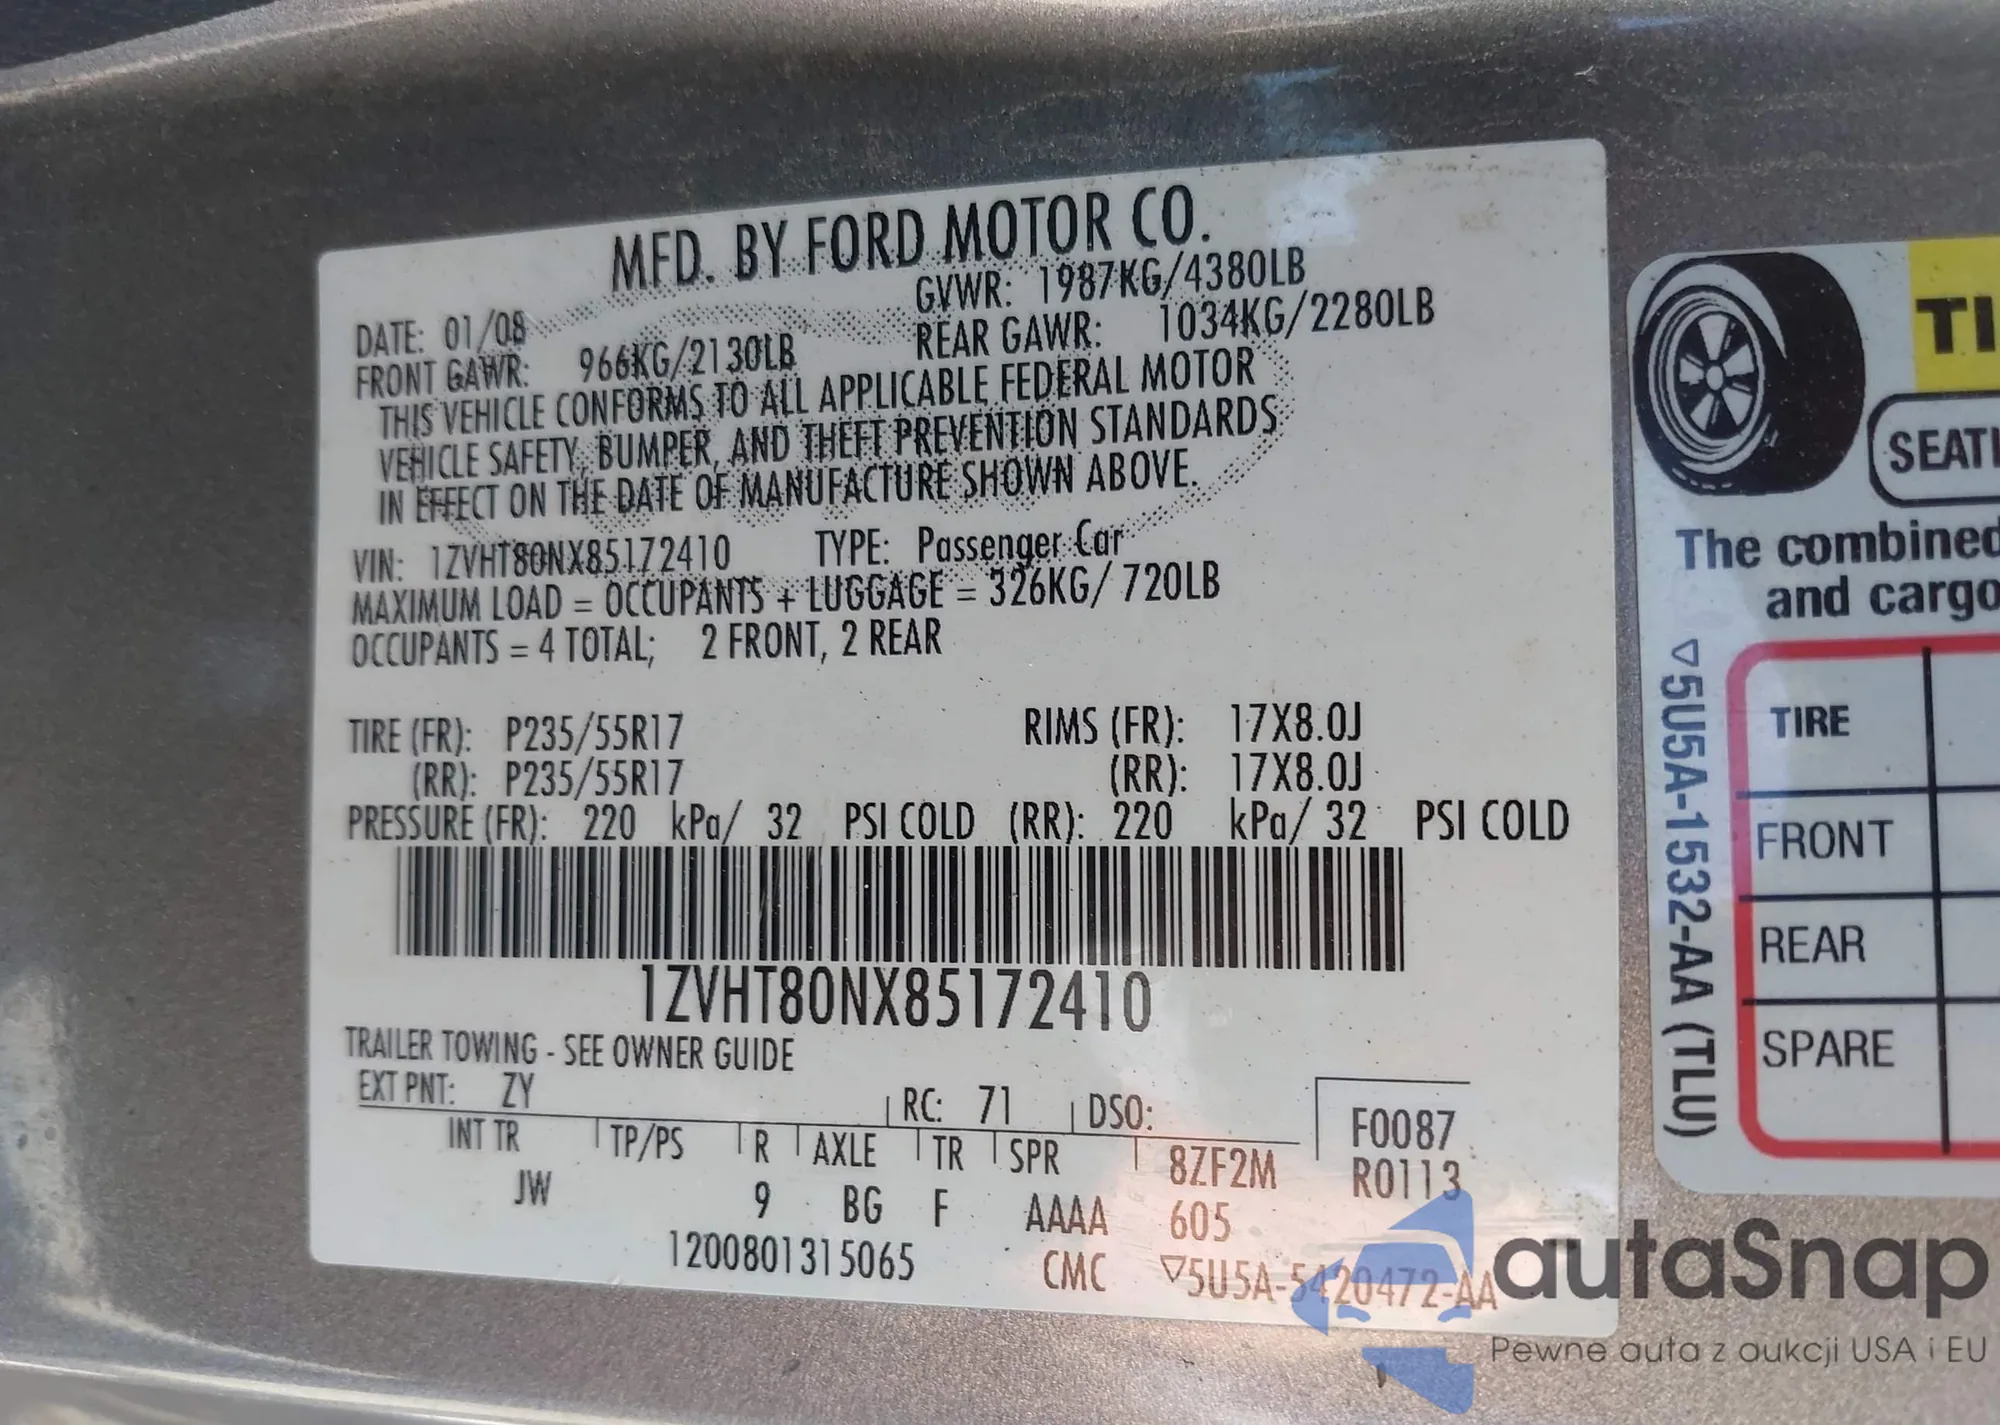 MFD. BY FORD MOTOR CO.
DATE: 01/08 GVWR: 1987KG/4380LB
FRONT GAWR: 966KG/2130LB REAR GAWR: 1034KG/2280LB
THIS VEHICLE CONFORMS TO ALL APPLICABLE FEDERAL MOTOR
VEHICLE SAFETY, BUMPER, AND THEFT PREVENTION STANDARDS
IN EFFECT ON THE DATE OF MANUFACTURE SHOWN ABOVE.
VIN: 1ZVHT80NX85172410 TYPE: Passenger Car
MAXIMUM LOAD = OCCUPANTS + LUGGAGE = 326KG/ 720LB
OCCUPANTS = 4 TOTAL; 2 FRONT, 2 REAR
TIRE (FR): P235/55R17 RIMS (FR): 17X8.0J
(RR): P235/55R17 (RR): 17X8.0J
PRESSURE (FR): 220 kPa/ 32 PSI COLD (RR): 220 kPa/ 32 PSI COLD
1ZVHT80NX85172410
TRAILER TOWING - SEE OWNER GUIDE
EXT PNT: ZY RC: 71 DSO: F0087
INT TR TP/PS R AXLE TR SPR 8ZF2M R0113
JW 9 BG F AAAA 605
1200801315065 CMC ▽5U5A-5420472-AA
TI
SEATI
The combined
and cargo
▽5U5A-1532-AA (TLU)
TIRE
FRONT
REAR
SPARE
autaSnap
Pewne auta z aukcji USA i EU